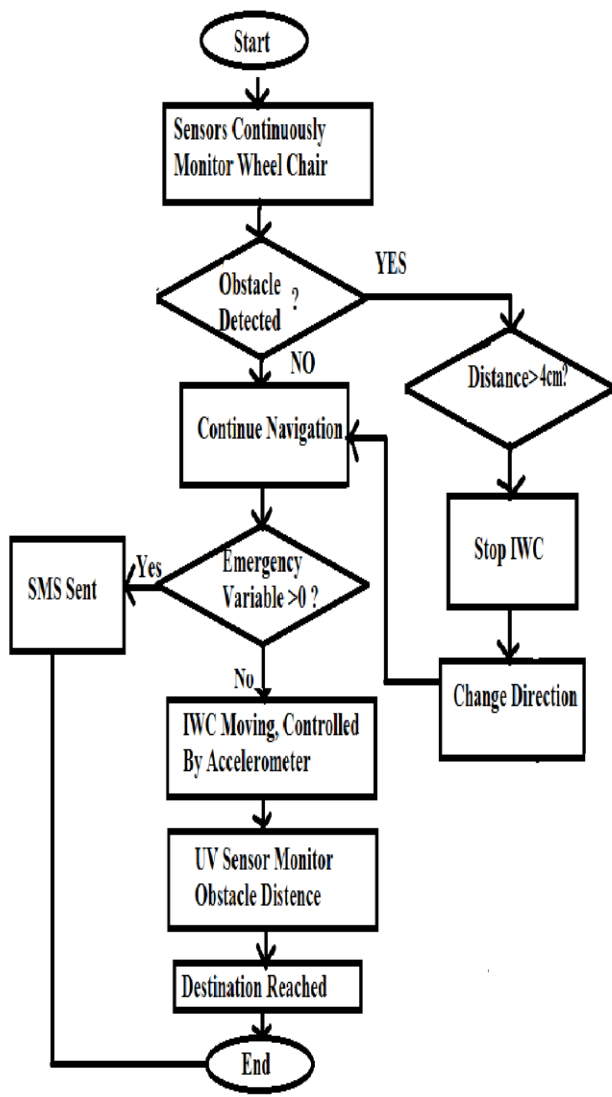 Start
Sensors Continuously
Monitor Wheel Chair
Obstacle
Detected ?
YES
NO
Distance>4cm?
Continue Navigation
Stop IWC
Change Direction
Emergency
Variable >0 ?
Yes
SMS Sent
No
IWC Moving, Controlled
By Accelerometer
UV Sensor Monitor
Obstacle Distence
Destination Reached
End